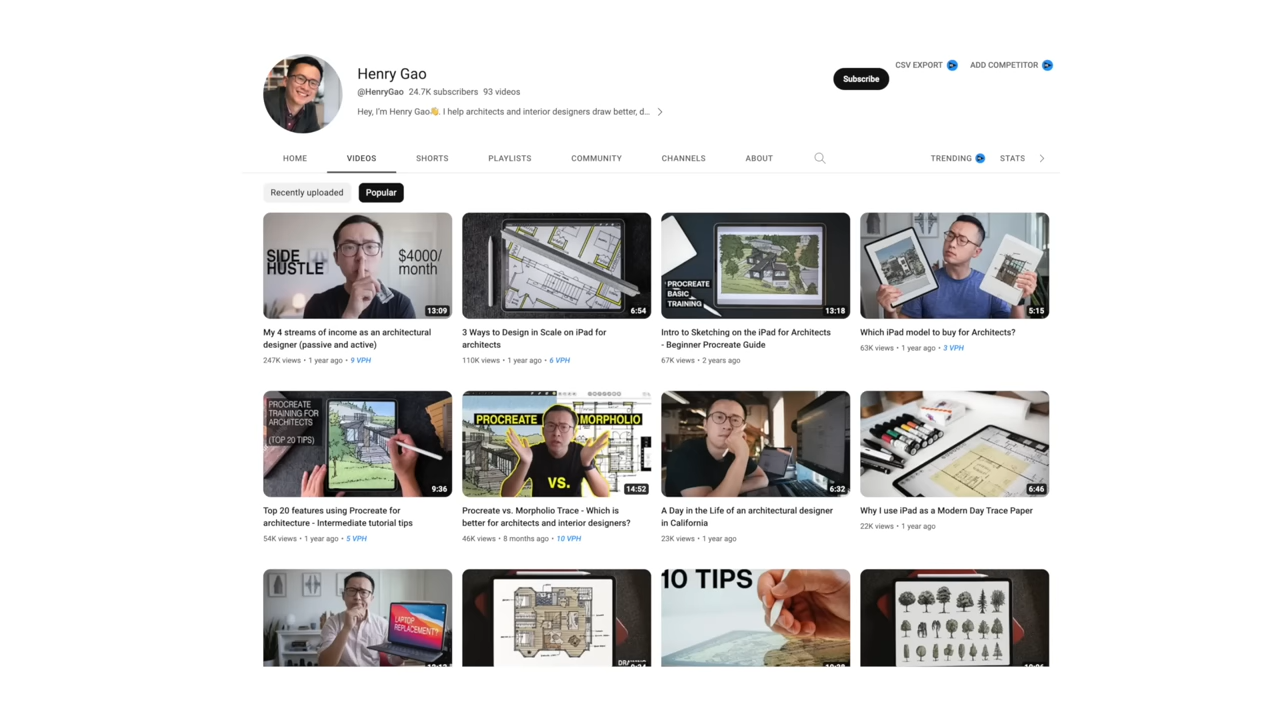 Henry Gao
@HenryGao 24.7K subscribers 93 videos
Hey, I'm Henry Gao👋. I help architects and interior designers draw better, d...
Subscribe
CSV EXPORT
ADD COMPETITOR
HOME VIDEOS SHORTS PLAYLISTS COMMUNITY CHANNELS ABOUT
TRENDING STATS
Recently uploaded Popular
SIDE
HUSTLE
$4000/
month
13:09
6:54
PROCREATE
BASIC
TRAINING
13:18
5:15
My 4 streams of income as an architectural
designer (passive and active)
247K views • 1 year ago • 9 VPH
3 Ways to Design in Scale on iPad for
architects
110K views • 1 year ago • 6 VPH
Intro to Sketching on the iPad for Architects
- Beginner Procreate Guide
67K views • 2 years ago
Which iPad model to buy for Architects?
63K views • 1 year ago • 3 VPH
PROCREATE
TRAINING FOR
ARCHITECTS
(TOP 20 TIPS)
9:36
PROCREATE MORPHOLIO
VS.
14:52
6:32
6:46
Top 20 features using Procreate for
architecture - Intermediate tutorial tips
54K views • 1 year ago • 5 VPH
Procreate vs. Morpholio Trace - Which is
better for architects and interior designers?
46K views • 8 months ago • 10 VPH
A Day in the Life of an architectural designer
in California
23K views • 1 year ago
Why I use iPad as a Modern Day Trace Paper
22K views • 1 year ago
LAPTOP
REPLACEMENT?
10 TIPS